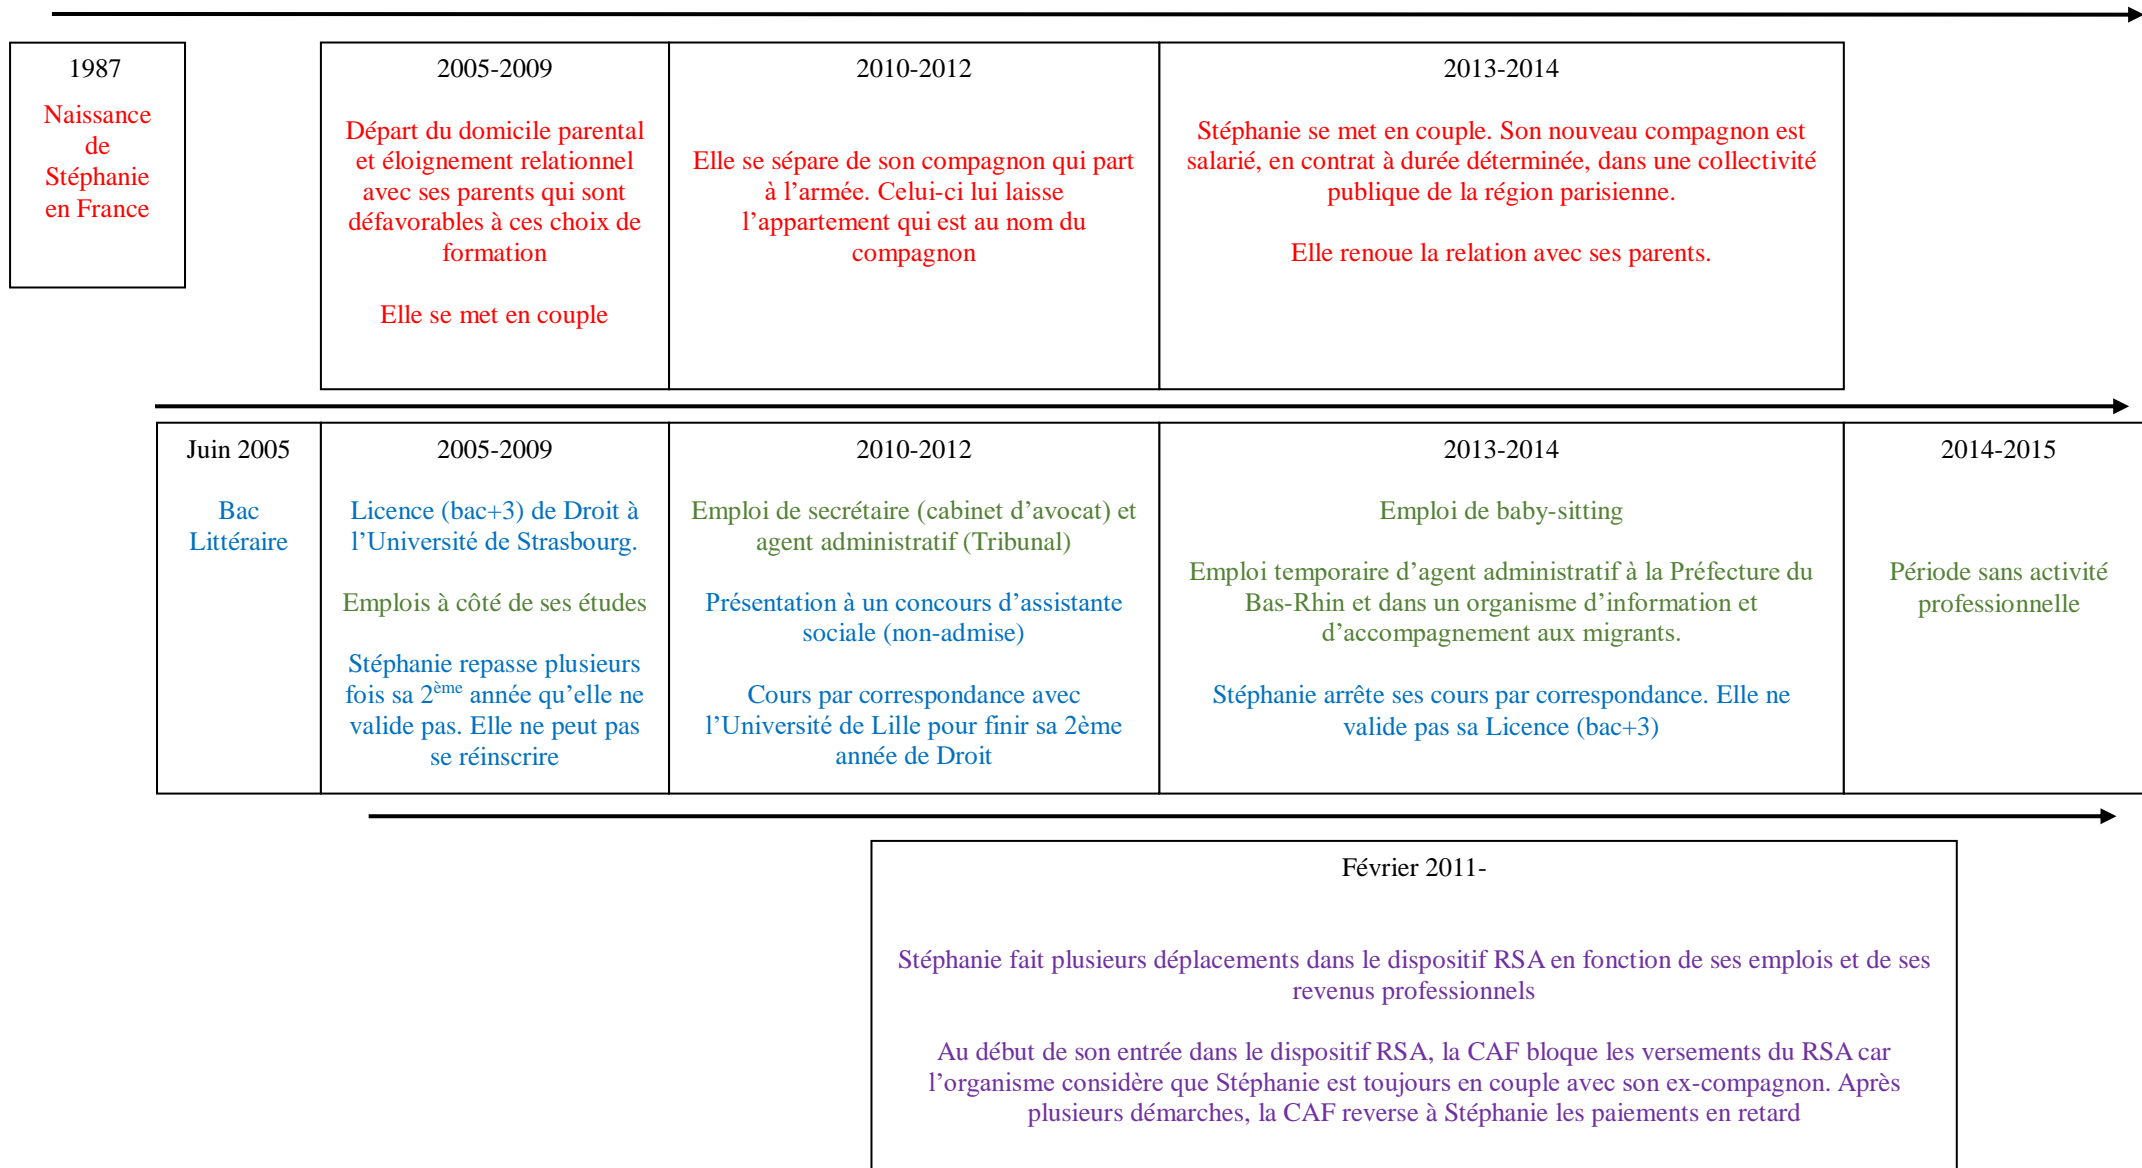 1987
Naissance
de
Stéphanie
en France
2005-2009
Départ du domicile parental
et éloignement relationnel
avec ses parents qui sont
défavorables à ces choix de
formation
Elle se met en couple
2010-2012
Elle se sépare de son compagnon qui part
à l’armée. Celui-ci lui laisse
l’appartement qui est au nom du
compagnon
2013-2014
Stéphanie se met en couple. Son nouveau compagnon est
salarié, en contrat à durée déterminée, dans une collectivité
publique de la région parisienne.
Elle renoue la relation avec ses parents.
Juin 2005
Bac
Littéraire
2005-2009
Licence (bac+3) de Droit à
l’Université de Strasbourg.
Emplois à côté de ses études
Stéphanie repasse plusieurs
fois sa 2ème année qu’elle ne
valide pas. Elle ne peut pas
se réinscrire
2010-2012
Emploi de secrétaire (cabinet d’avocat) et
agent administratif (Tribunal)
Présentation à un concours d’assistante
sociale (non-admise)
Cours par correspondance avec
l’Université de Lille pour finir sa 2ème
année de Droit
2013-2014
Emploi de baby-sitting
Emploi temporaire d’agent administratif à la Préfecture du
Bas-Rhin et dans un organisme d’information et
d’accompagnement aux migrants.
Stéphanie arrête ses cours par correspondance. Elle ne
valide pas sa Licence (bac+3)
2014-2015
Période sans activité
professionnelle
Février 2011-
Stéphanie fait plusieurs déplacements dans le dispositif RSA en fonction de ses emplois et de ses
revenus professionnels
Au début de son entrée dans le dispositif RSA, la CAF bloque les versements du RSA car
l’organisme considère que Stéphanie est toujours en couple avec son ex-compagnon. Après
plusieurs démarches, la CAF reverse à Stéphanie les paiements en retard